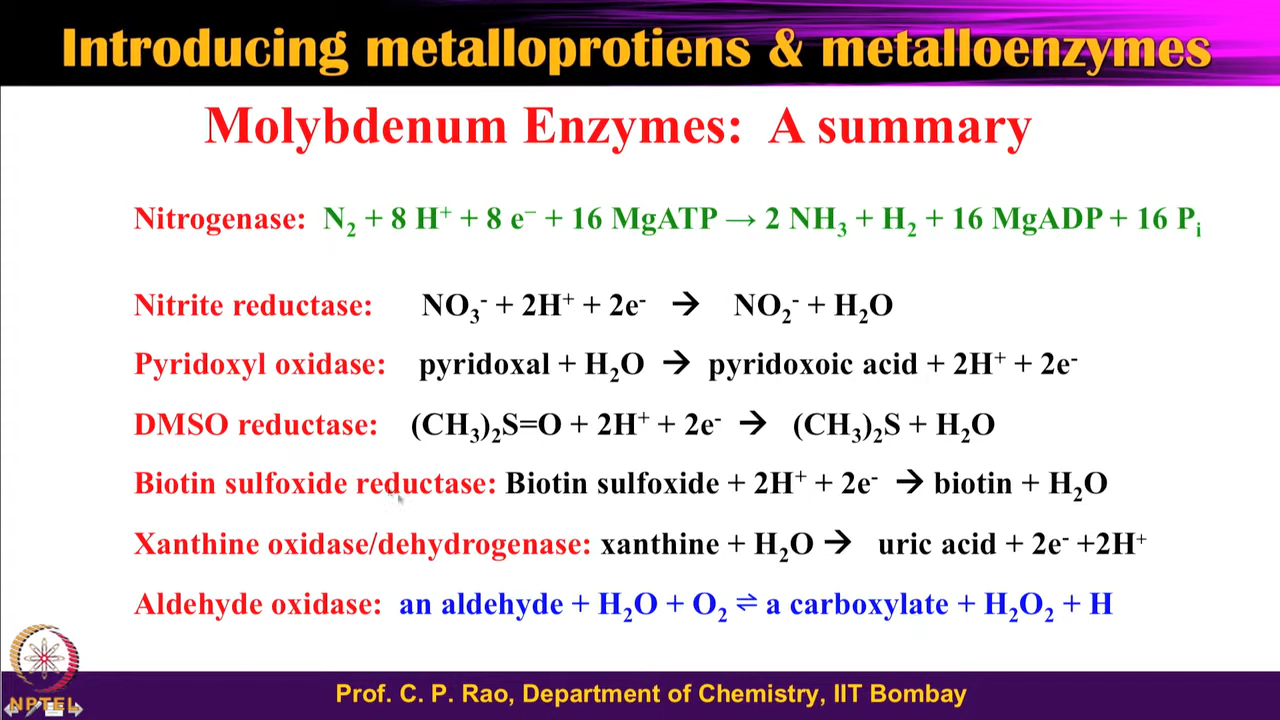 Introducing metalloprotiens & metalloenzymes
Molybdenum Enzymes: A summary
Nitrogenase: N₂ + 8 H⁺ + 8 e⁻ + 16 MgATP → 2 NH₃ + H₂ + 16 MgADP + 16 Pᵢ
Nitrite reductase: NO₃⁻ + 2H⁺ + 2e⁻ → NO₂⁻ + H₂O
Pyridoxyl oxidase: pyridoxal + H₂O → pyridoxoic acid + 2H⁺ + 2e⁻
DMSO reductase: (CH₃)₂S=O + 2H⁺ + 2e⁻ → (CH₃)₂S + H₂O
Biotin sulfoxide reductase: Biotin sulfoxide + 2H⁺ + 2e⁻ → biotin + H₂O
Xanthine oxidase/dehydrogenase: xanthine + H₂O → uric acid + 2e⁻ +2H⁺
Aldehyde oxidase: an aldehyde + H₂O + O₂ ⇌ a carboxylate + H₂O₂ + H
NPTEL
Prof. C. P. Rao, Department of Chemistry, IIT Bombay